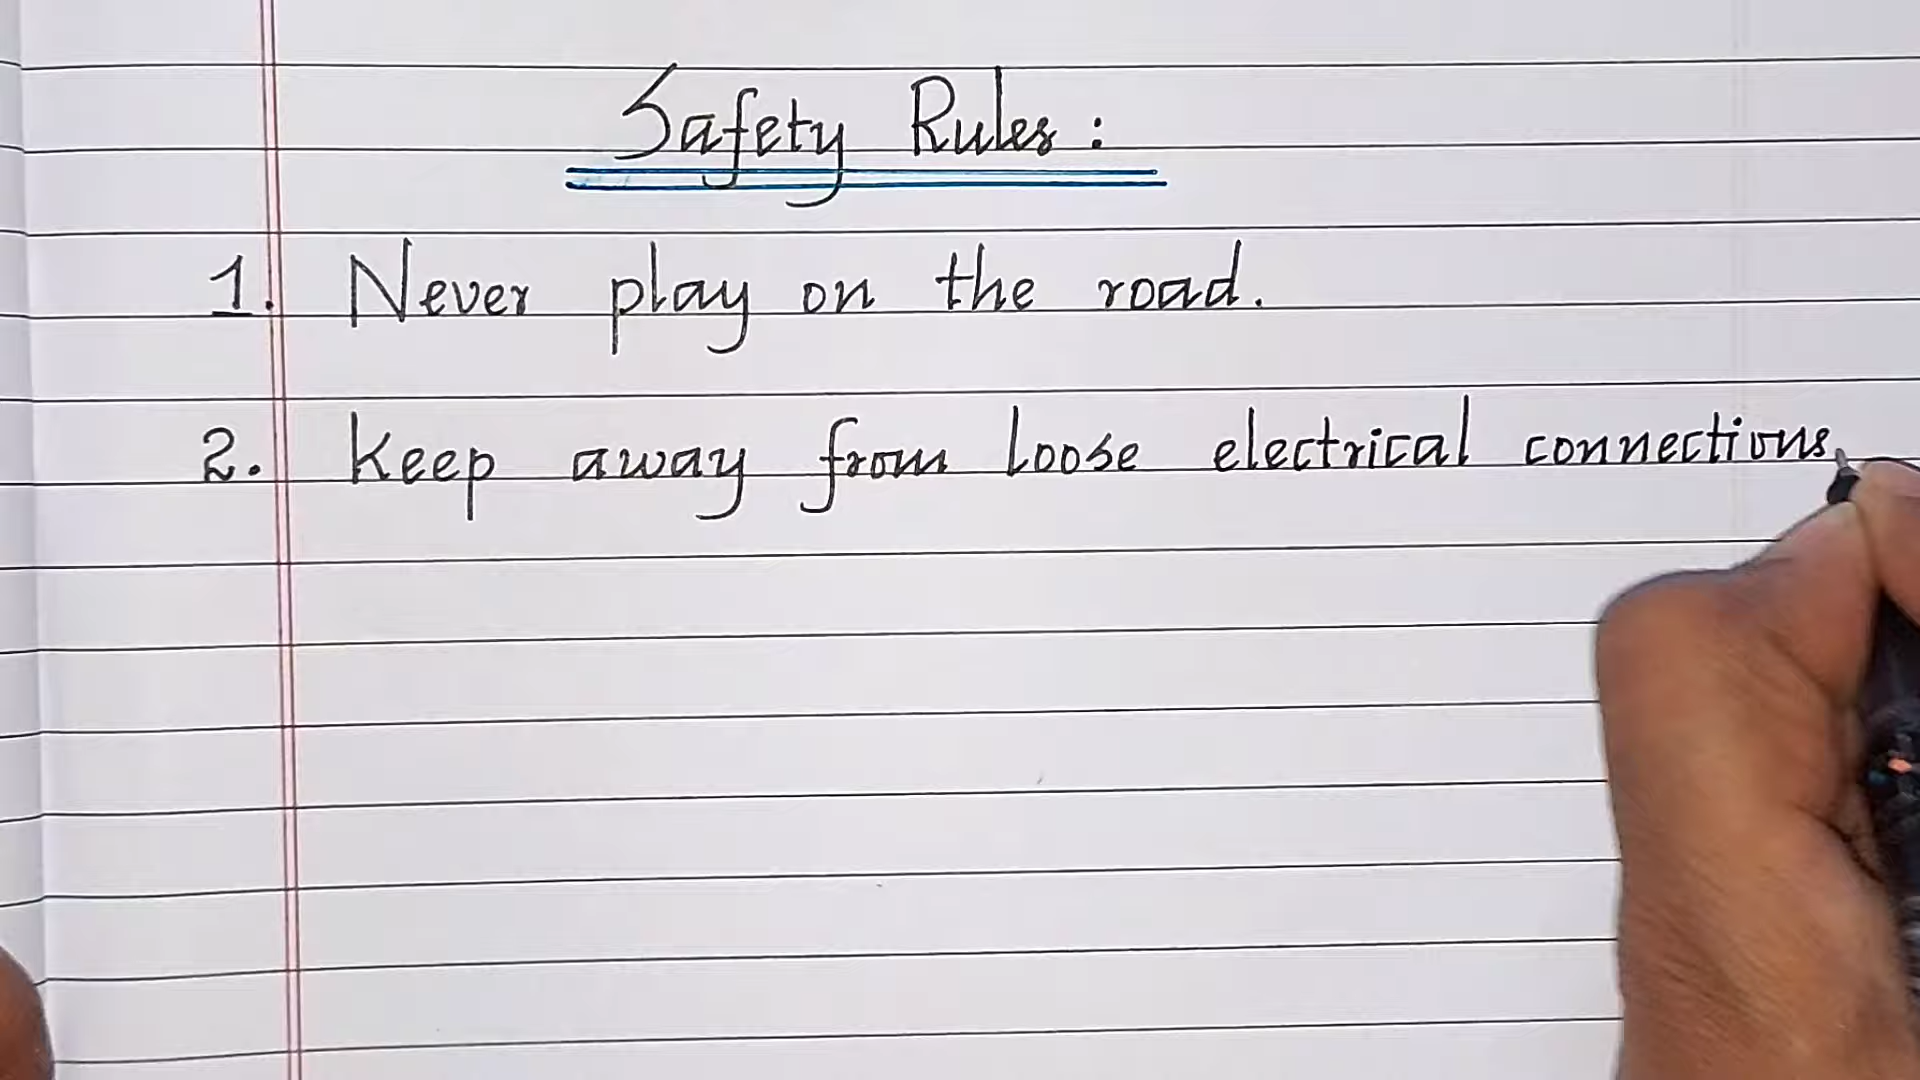 Safety Rules:
1. Never play on the road.
2. Keep away from loose electrical connections.